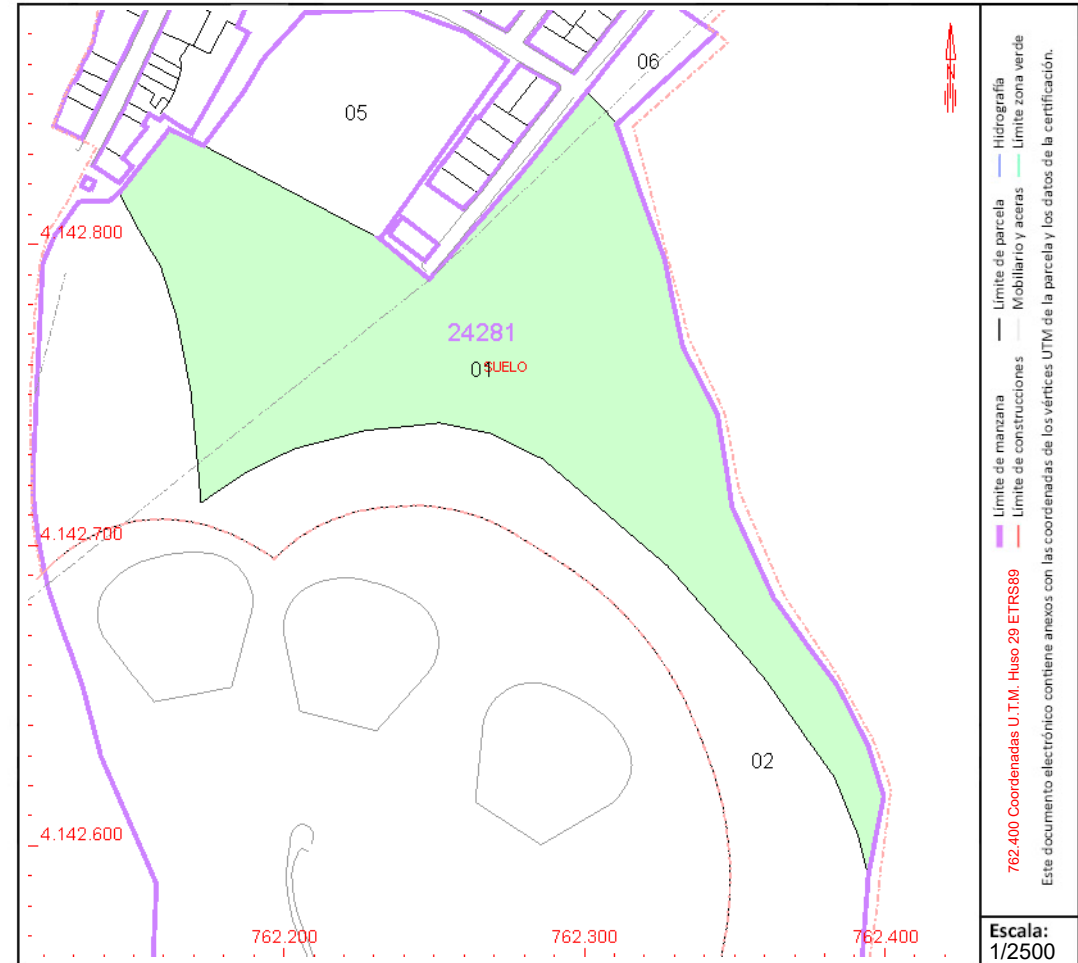 06
05
4.142.800
24281
01
SUELO
4.142.700
02
4.142.600
762.200
762.300
762.400
N
Hidrografía
Límite zona verde
Límite de parcela
Mobiliario y aceras
Límite de manzana
Límite de construcciones
762.400 Coordenadas U.T.M. Huso 29 ETRS89
Este documento electrónico contiene anexos con las coordenadas de los vértices UTM de la parcela y los datos de la certificación.
Escala:
1/2500